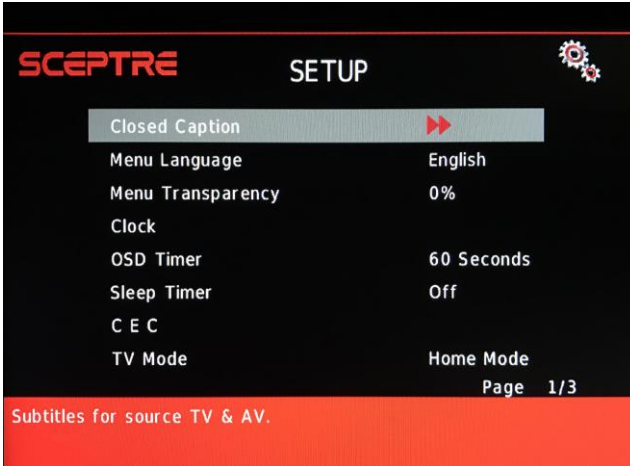 SCEPTRE
SETUP
Closed Caption
Menu Language English
Menu Transparency 0%
Clock
OSD Timer 60 Seconds
Sleep Timer Off
C E C
TV Mode Home Mode
Page 1/3
Subtitles for source TV & AV.